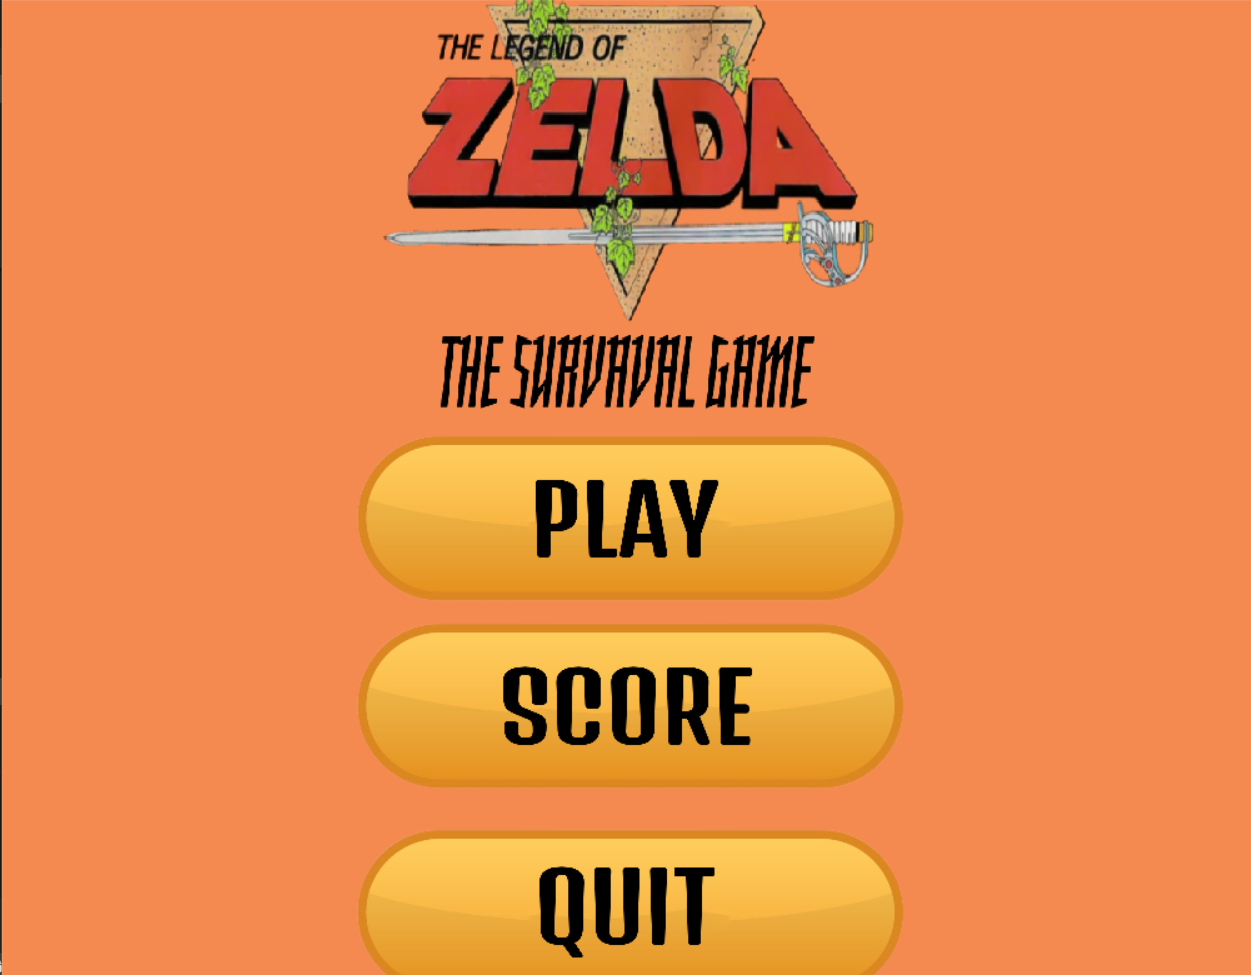 THE LEGEND OF
ZELDA
THE SURVAVAL GAME
PLAY
SCORE
QUIT